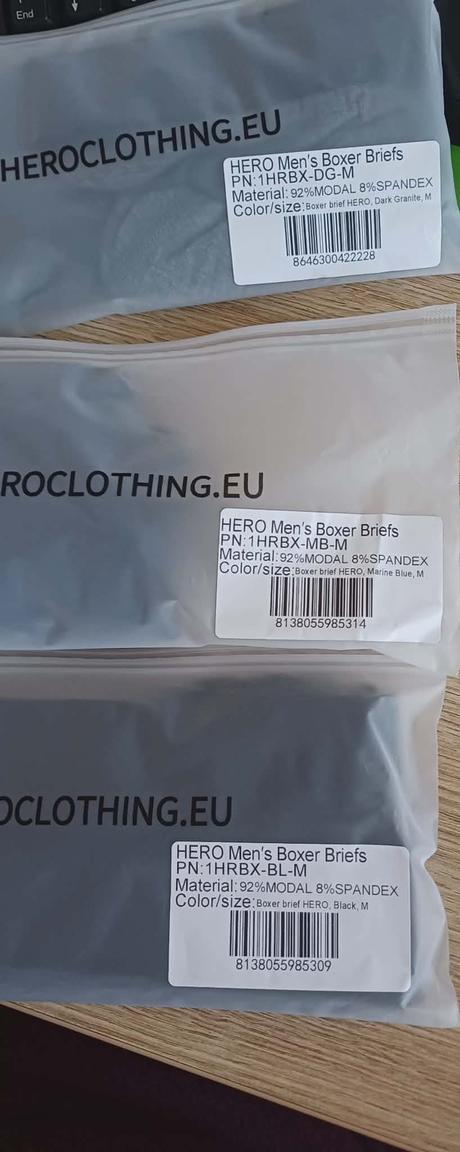 End
HEROCLOTHING.EU
HERO Men's Boxer Briefs
PN:1HRBX-DG-M
Material: 92%MODAL 8%SPANDEX
Color/size: Boxer brief HERO, Dark Granite, M
8646300422228
ROCLOTHING.EU
HERO Men's Boxer Briefs
PN:1HRBX-MB-M
Material: 92%MODAL 8%SPANDEX
Color/size: Boxer brief HERO, Marine Blue, M
8138055985314
OCLOTHING.EU
HERO Men's Boxer Briefs
PN:1HRBX-BL-M
Material: 92%MODAL 8%SPANDEX
Color/size: Boxer brief HERO, Black, M
8138055985309